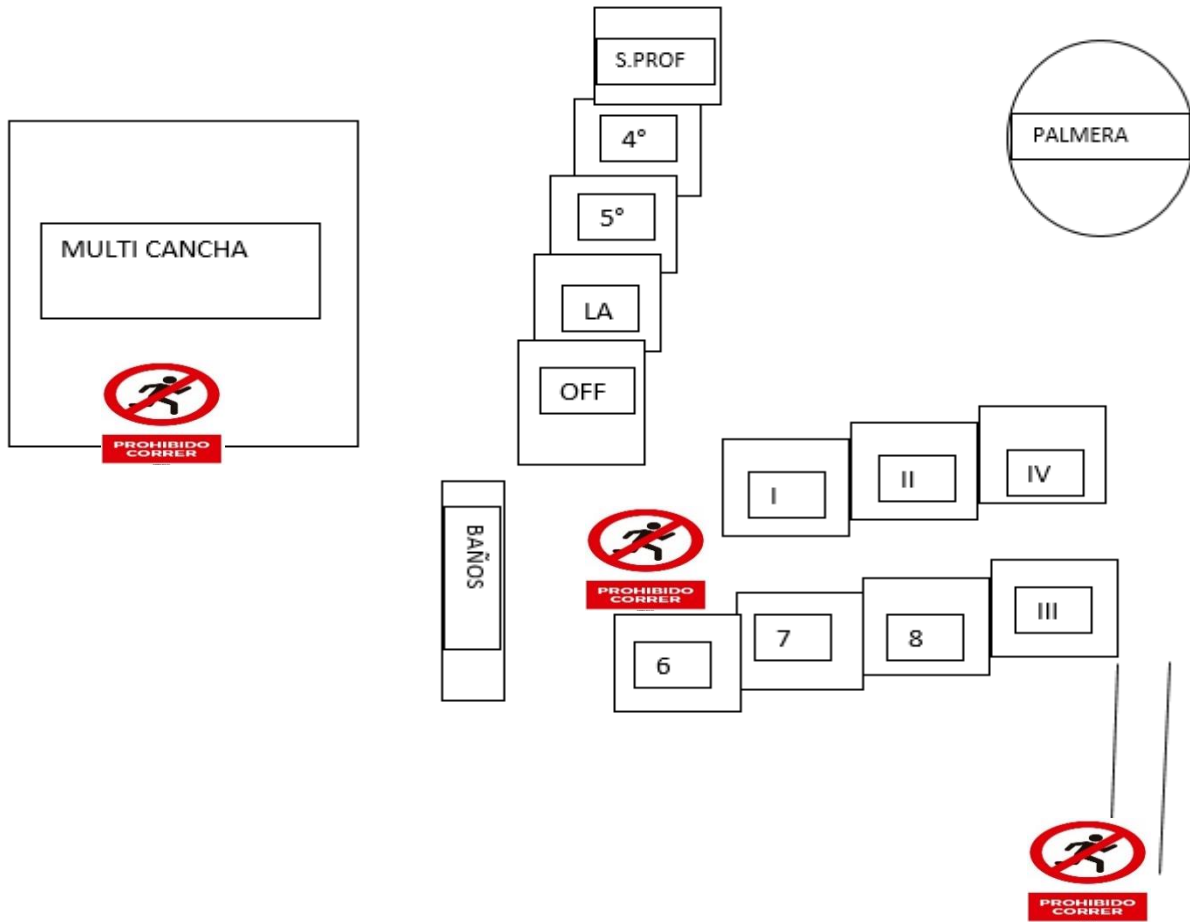 S.PROF
4°
PALMERA
5°
MULTI CANCHA
LA
OFF
PROHIBIDO
CORRER
I
II
IV
BAÑOS
PROHIBIDO
CORRER
6
7
8
III
PROHIBIDO
CORRER